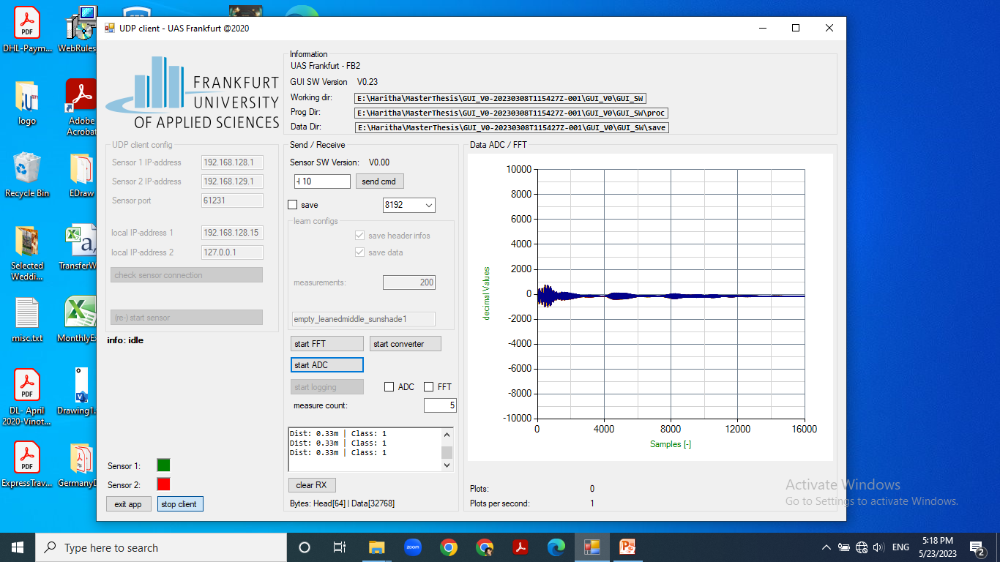 DHL-Paym...
WebRules
logo
Adobe
Acrobat
Recycle Bin
EDraw
Selected
Weddi...
TransferW
misc.txt
MonthlyEx
DL- April
2020-Vinot...
Drawing1.
ExpressTrav...
GermanyD
UDP client - UAS Frankfurt @2020
FRANKFURT
UNIVERSITY
OF APPLIED SCIENCES
Information
UAS Frankfurt - FB2
GUI SW Version V0.23
Working dir: E:\Haritha\MasterThesis\GUI_V0-20230308T115427Z-001\GUI_V0\GUI_SW
Prog Dir: E:\Haritha\MasterThesis\GUI_V0-20230308T115427Z-001\GUI_V0\GUI_SW\proc
Data Dir: E:\Haritha\MasterThesis\GUI_V0-20230308T115427Z-001\GUI_V0\GUI_SW\save
UDP client config
Sensor 1 IP-address 192.168.128.1
Sensor 2 IP-address 192.168.129.1
Sensor port 61231
local IP-address 1 192.168.128.15
local IP-address 2 127.0.0.1
check sensor connection
(re-) start sensor
info: idle
Sensor 1:
Sensor 2:
exit app stop client
Send / Receive
Sensor SW Version: V0.00
-l 10 send cmd
save 8192
learn configs
save header infos
save data
measurements: 200
empty_leanedmiddle_sunshade1
start FFT start converter
start ADC
start logging ADC FFT
measure count: 5
Dist: 0.33m | Class: 1
Dist: 0.33m | Class: 1
Dist: 0.33m | Class: 1
clear RX
Bytes: Head[64] | Data[32768]
Data ADC / FFT
10000
8000
6000
4000
2000
0
-2000
-4000
-6000
-8000
-10000
decimal Values
0 4000 8000 12000 16000
Samples [-]
Plots: 0
Plots per second: 1
Activate Windows
Go to Settings to activate Windows.
Type here to search
zoom
ENG
5:18 PM
5/23/2023
2